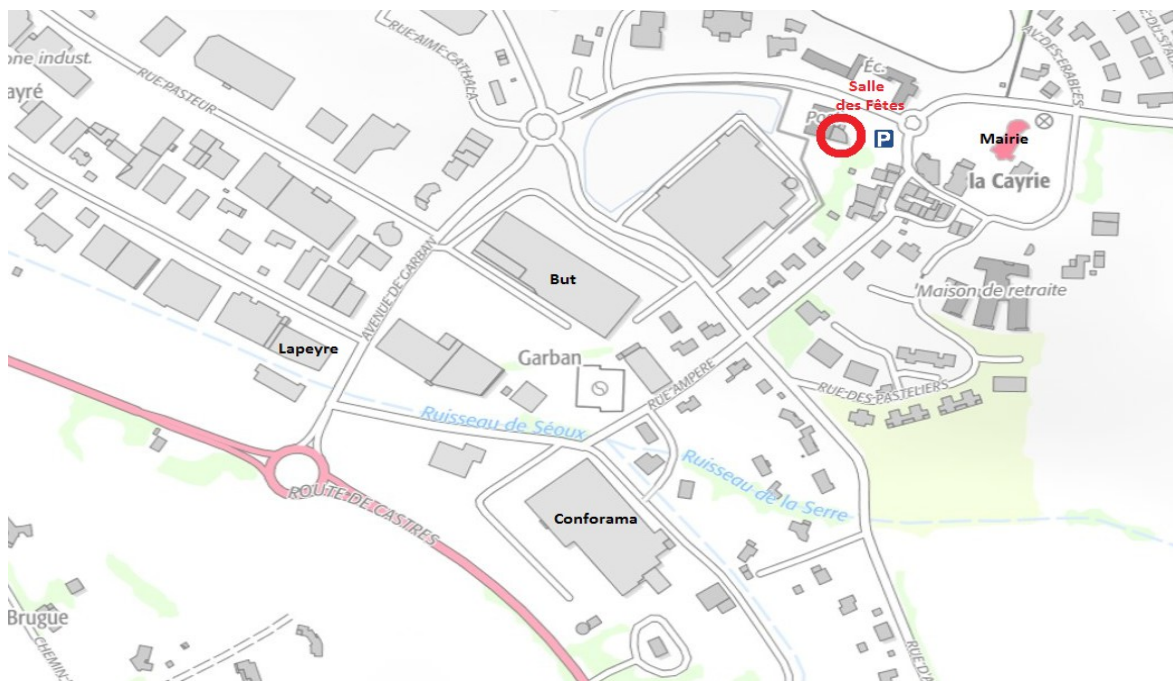 one indust.
ayré
RUE PASTEUR
RUE AIME-CATHALA
Éc.
Salle
des Fêtes
P
AV. DES ERABLES
Mairie
la Cayrie
Maison de retraite
AVENUE DE GARBAN
But
Lapeyre
Garban
RUE AMPERE
RUE DES PASTELIERS
Ruisseau de Séoux
Ruisseau de la Serre
ROUTE DE CASTRES
Conforama
Brugue
CHEMIN
RUE D'A